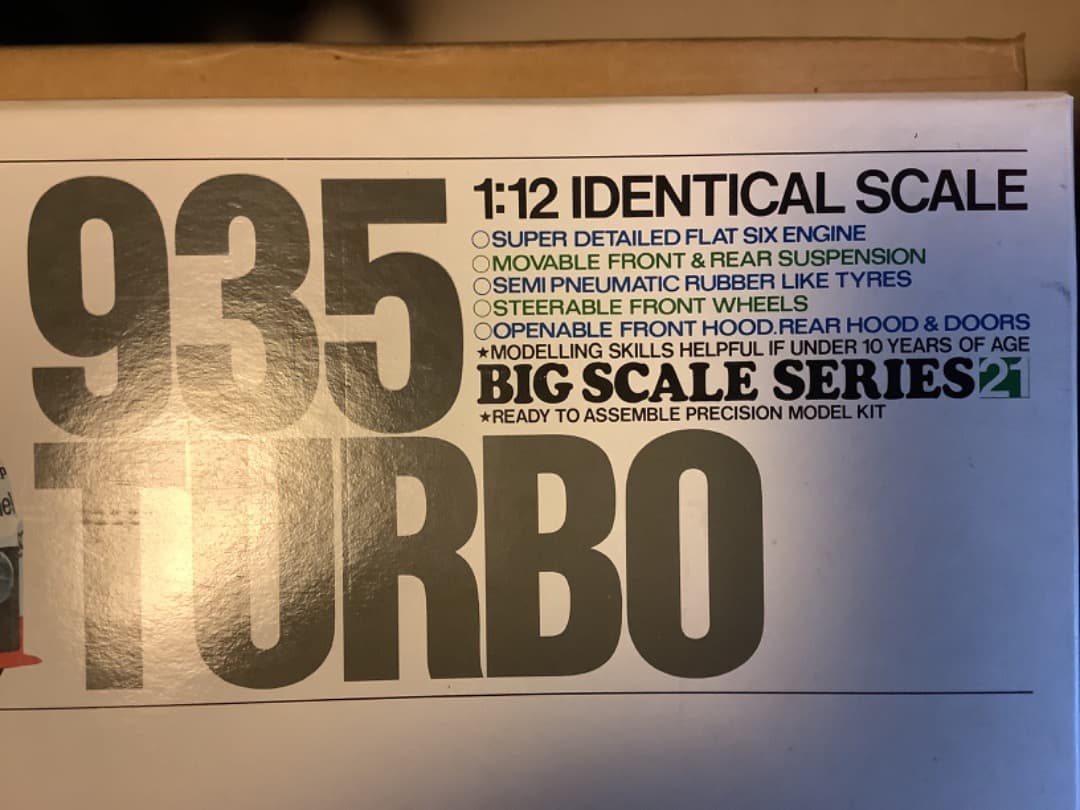 935
1:12 IDENTICAL SCALE
○SUPER DETAILED FLAT SIX ENGINE
○MOVABLE FRONT & REAR SUSPENSION
○SEMI PNEUMATIC RUBBER LIKE TYRES
○STEERABLE FRONT WHEELS
○OPENABLE FRONT HOOD.REAR HOOD & DOORS
★MODELLING SKILLS HELPFUL IF UNDER 10 YEARS OF AGE
BIG SCALE SERIES 21
★READY TO ASSEMBLE PRECISION MODEL KIT
TURBO